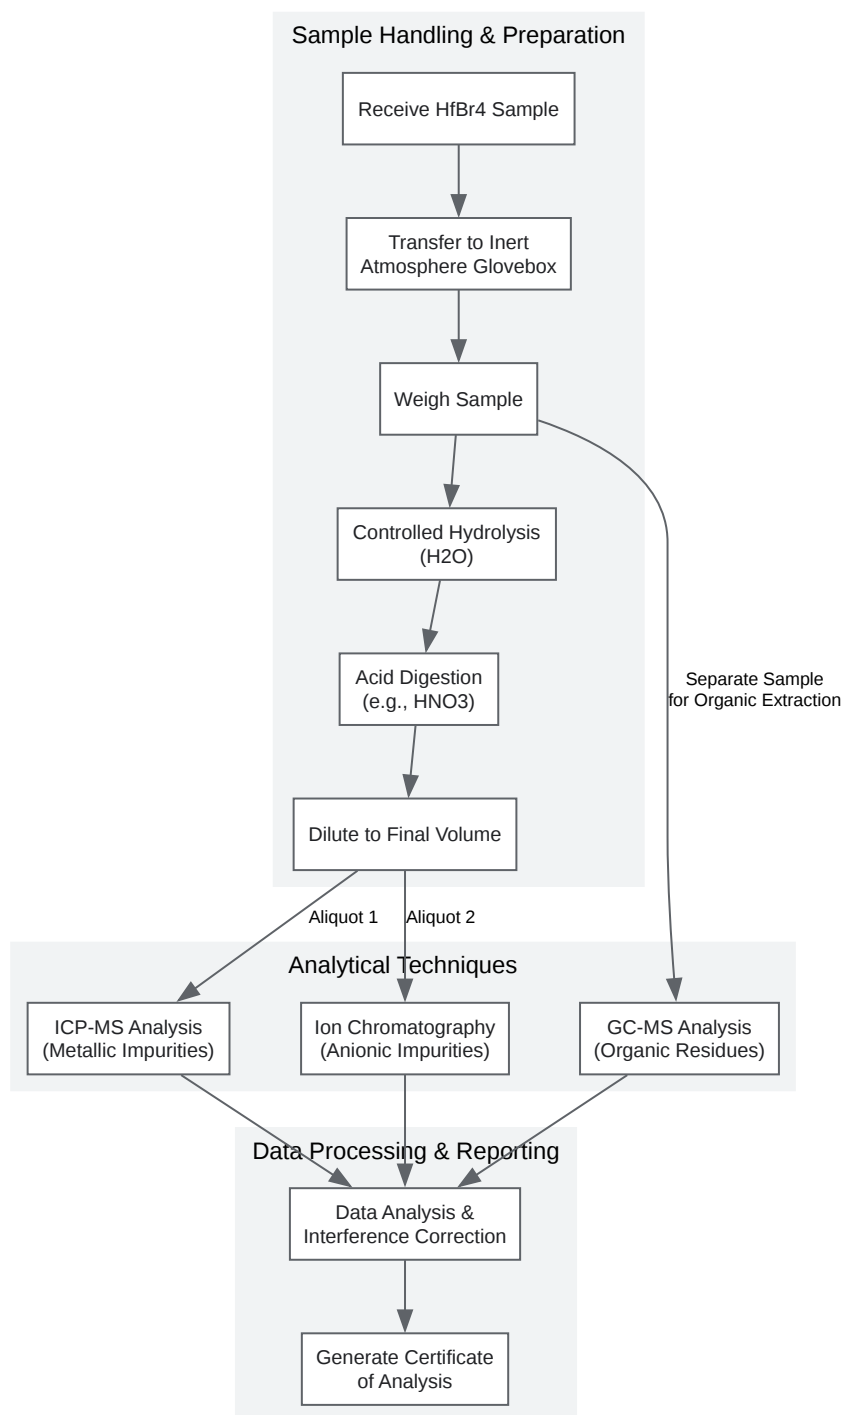 Sample Handling & Preparation
Receive HfBr4 Sample
Transfer to Inert
Atmosphere Glovebox
Weigh Sample
Controlled Hydrolysis
(H2O)
Acid Digestion
(e.g., HNO3)
Separate Sample
for Organic Extraction
Dilute to Final Volume
Aliquot 1
Aliquot 2
Analytical Techniques
ICP-MS Analysis
(Metallic Impurities)
Ion Chromatography
(Anionic Impurities)
GC-MS Analysis
(Organic Residues)
Data Processing & Reporting
Data Analysis &
Interference Correction
Generate Certificate
of Analysis